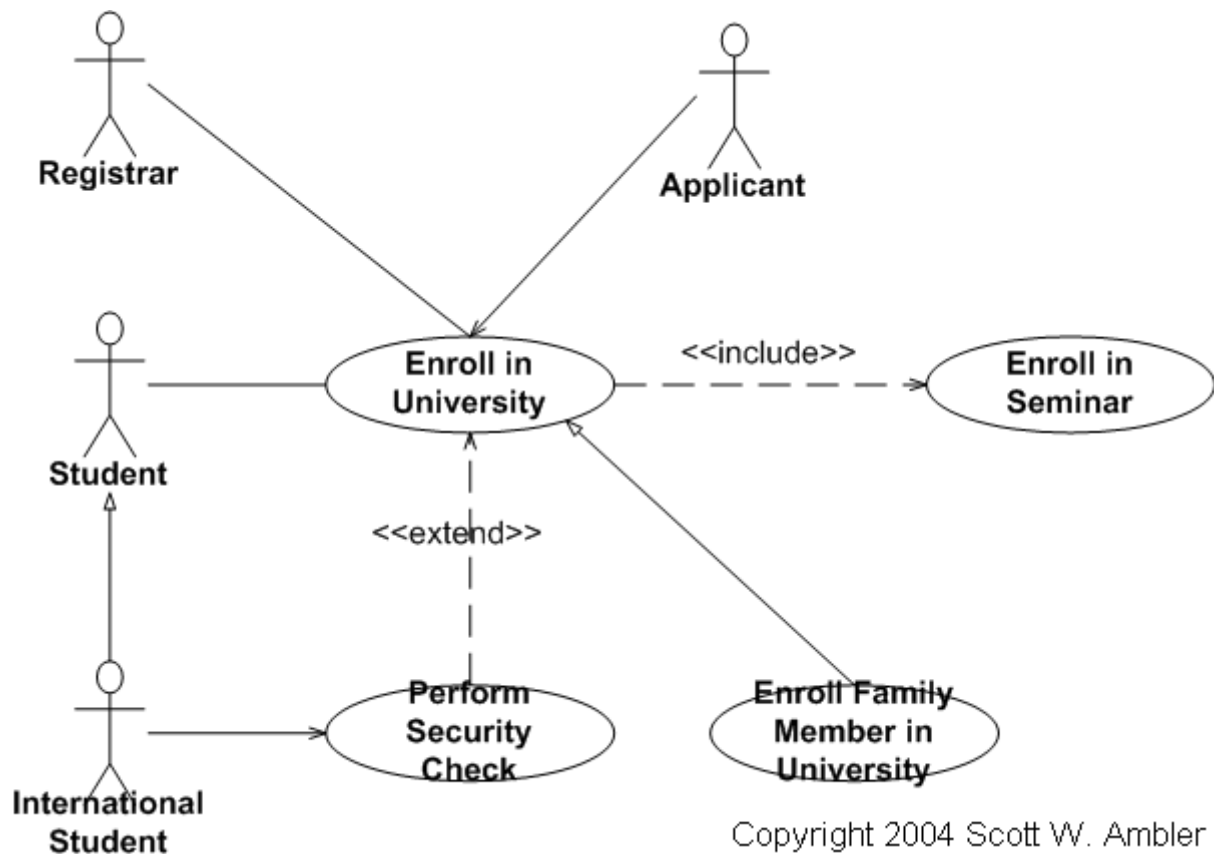 Registrar
Applicant
Enroll in
University
<<include>>
Enroll in
Seminar
Student
<<extend>>
Perform
Security
Check
Enroll Family
Member in
University
International
Student
Copyright 2004 Scott W. Ambler